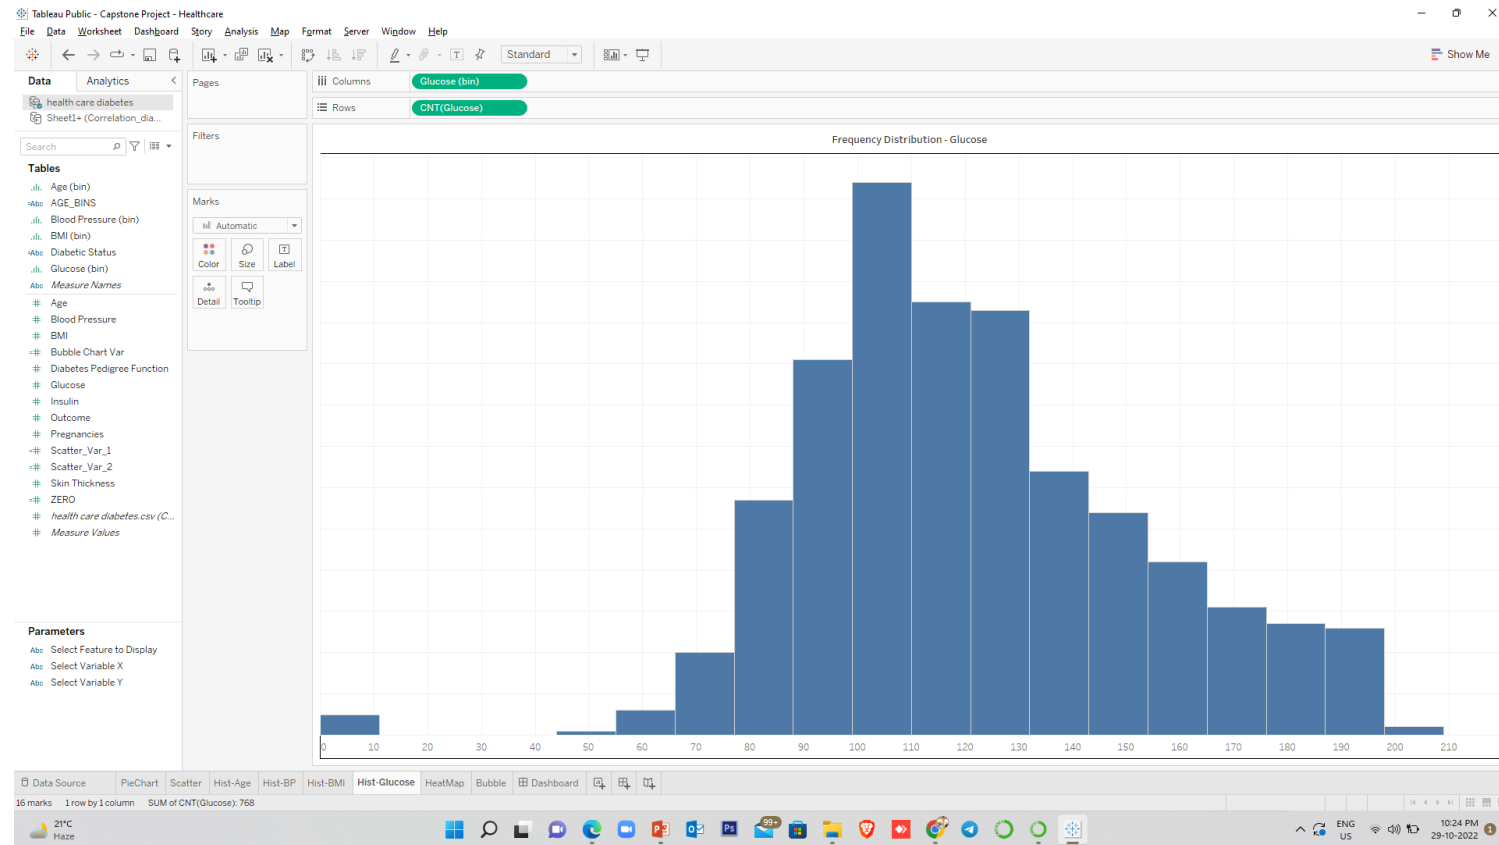 Tableau Public - Capstone Project - Healthcare
File Data Worksheet Dashboard Story Analysis Map Format Server Window Help
Standard
Show Me
Data Analytics
health care diabetes
Sheet1+ (Correlation_dia...
Search
Tables
Age (bin)
Abc AGE_BINS
Blood Pressure (bin)
BMI (bin)
Abc Diabetic Status
Glucose (bin)
Abc Measure Names
Age
Blood Pressure
BMI
Bubble Chart Var
Diabetes Pedigree Function
Glucose
Insulin
Outcome
Pregnancies
Scatter_Var_1
Scatter_Var_2
Skin Thickness
ZERO
health care diabetes.csv (C...
Measure Values
Parameters
Abc Select Feature to Display
Abc Select Variable X
Abc Select Variable Y
Pages
Filters
Marks
Automatic
Color Size Label
Detail Tooltip
Columns Glucose (bin)
Rows CNT(Glucose)
Frequency Distribution - Glucose
0 10 20 30 40 50 60 70 80 90 100 110 120 130 140 150 160 170 180 190 200 210
Data Source PieChart Scatter Hist-Age Hist-BP Hist-BMI Hist-Glucose HeatMap Bubble Dashboard
16 marks 1 row by 1 column SUM of CNT(Glucose): 768
21°C
Haze
99+
Ps
ENG
US
10:24 PM
29-10-2022
1